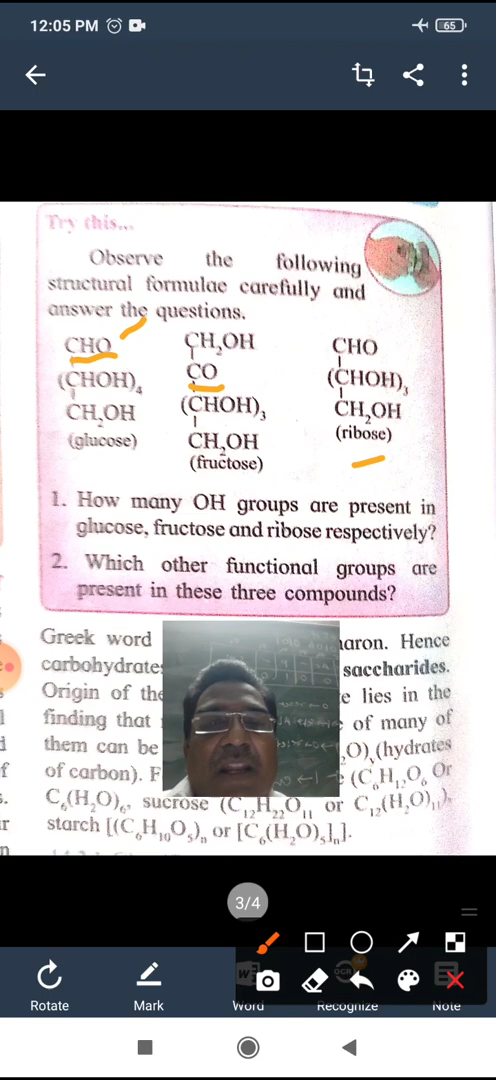 12:05 PM
65
Try this...
Observe the following
structural formulae carefully and
answer the questions.
CHO
(CHOH)₄
CH₂OH
(glucose)
CH₂OH
CO
(CHOH)₃
CH₂OH
(fructose)
CHO
(CHOH)₃
CH₂OH
(ribose)
1. How many OH groups are present in
glucose, fructose and ribose respectively?
2. Which other functional groups are
present in these three compounds?
Greek word
haron. Hence
carbohydrate
saccharides.
Origin of the
lies in the
finding that
of many of
them can be
₂O)ₓ (hydrates
of carbon). F
(C₆H₁₂O₆ Or
C₆(H₂O)₆, sucrose (C₁₂H₂₂O₁₁ or C₁₂(H₂O)₁₁),
starch [(C₆H₁₀O₅)ₙ or [C₆(H₂O)₅]ₙ].
3/4
Rotate
Mark
Word
Recognize
Note